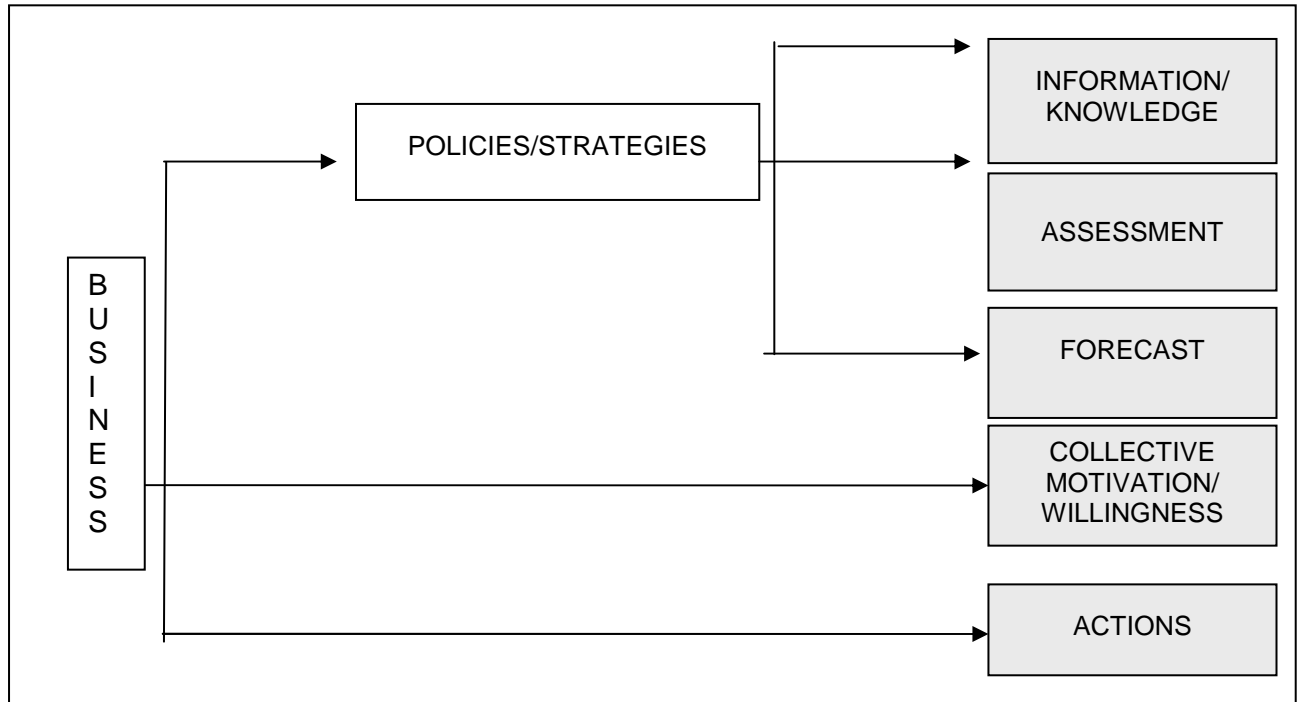 INFORMATION/
KNOWLEDGE
POLICIES/STRATEGIES
ASSESSMENT
B
U
S
I
N
E
S
S
FORECAST
COLLECTIVE
MOTIVATION/
WILLINGNESS
ACTIONS